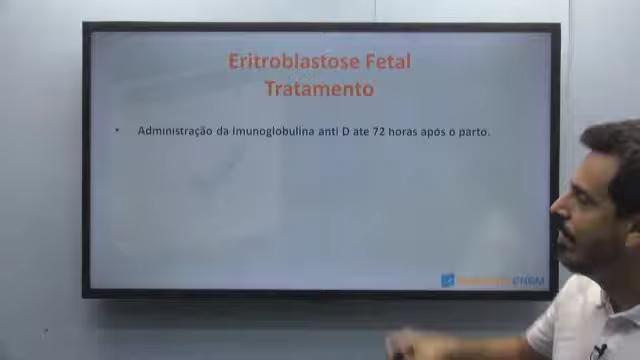 Eritroblastose Fetal
Tratamento
• Administração da imunoglobulina anti D ate 72 horas após o parto.